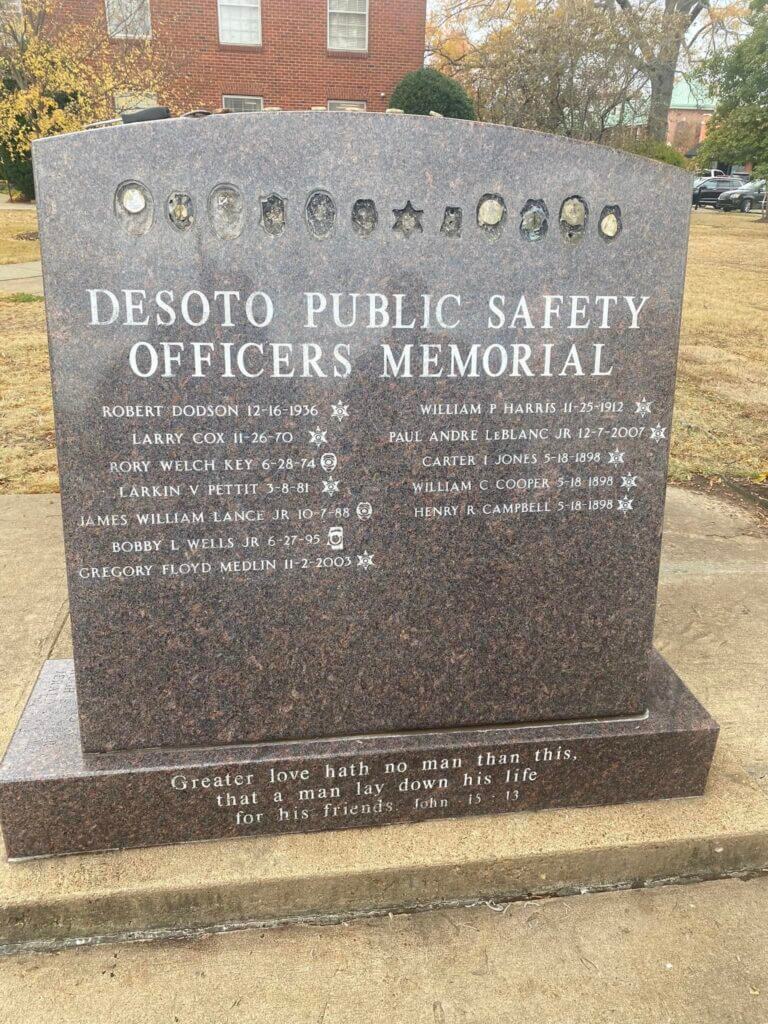 DESOTO PUBLIC SAFETY
OFFICERS MEMORIAL
ROBERT DODSON 12-16-1936
LARRY COX 11-26-70
RORY WELCH KEY 6-28-74
LARKIN V PETTIT 3-8-81
JAMES WILLIAM LANCE JR 10-7-88
BOBBY L WELLS JR 6-27-95
GREGORY FLOYD MEDLIN 11-2-2003
WILLIAM P HARRIS 11-25-1912
PAUL ANDRE LEBLANC JR 12-7-2007
CARTER I JONES 5-18-1898
WILLIAM C COOPER 5-18-1898
HENRY R CAMPBELL 5-18-1898
Greater love hath no man than this,
that a man lay down his life
for his friends. John 15 - 13